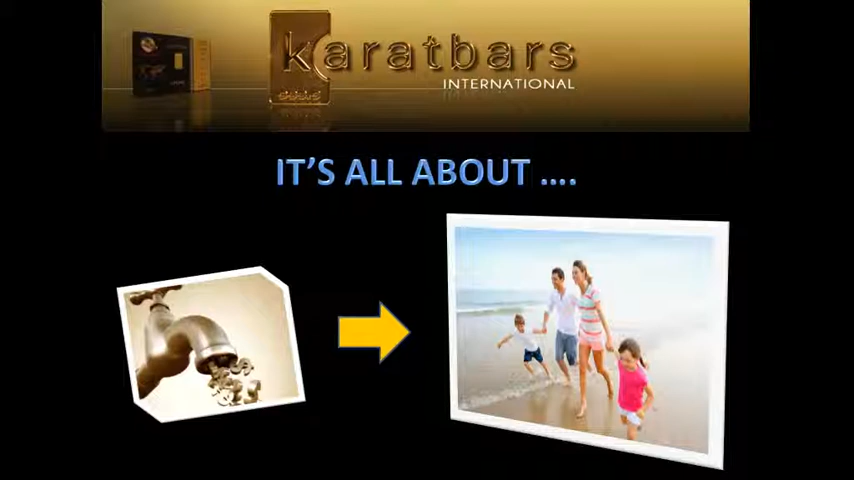 karatbars
INTERNATIONAL
IT'S ALL ABOUT ....